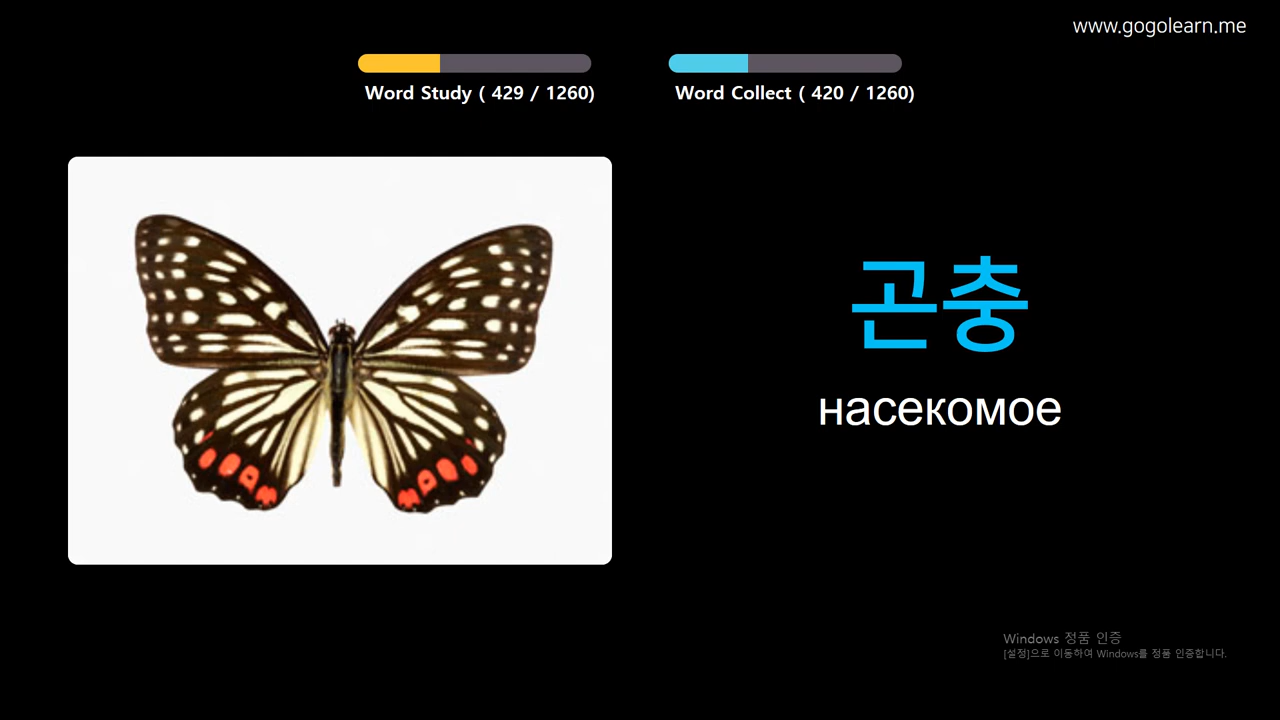 www.gogolearn.me
Word Study ( 429 / 1260)
Word Collect ( 420 / 1260)
곤충
насекомое
Windows 정품 인증
[설정]으로 이동하여 Windows를 정품 인증합니다.